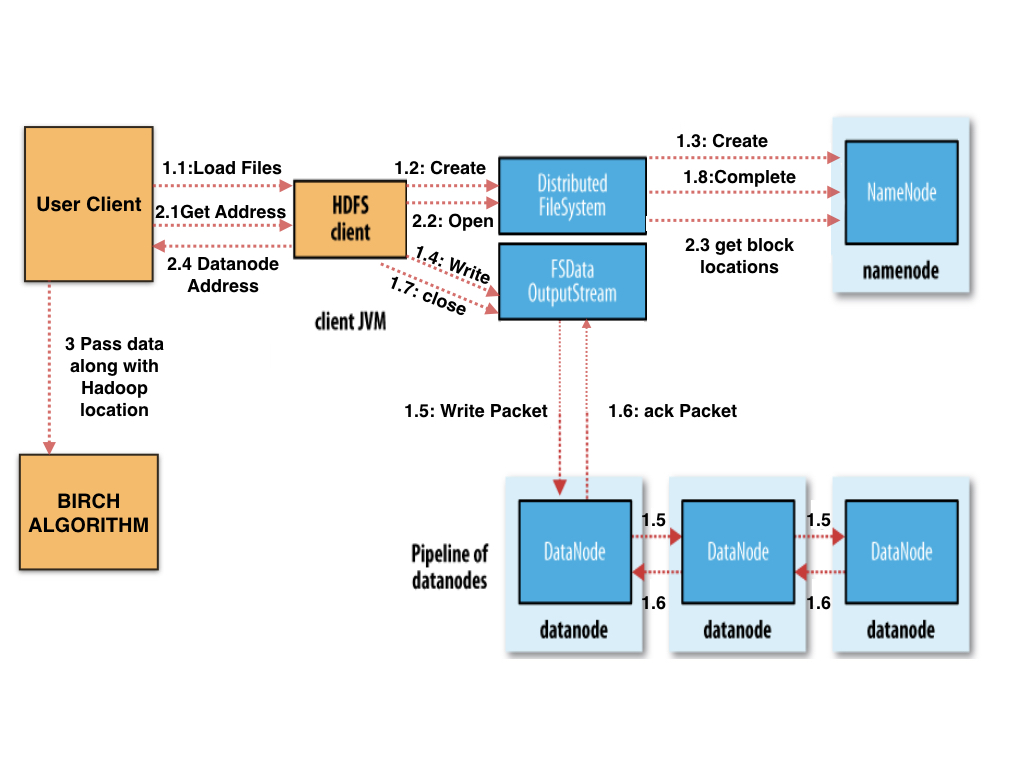 1.3: Create
1.1:Load Files
1.2: Create
1.8:Complete
User Client
HDFS
client
Distributed
FileSystem
NameNode
2.1Get Address
2.2: Open
2.3 get block
locations
namenode
2.4 Datanode
Address
1.4: Write
1.7: close
FSData
OutputStream
client JVM
3 Pass data
along with
Hadoop
location
1.5: Write Packet
1.6: ack Packet
BIRCH
ALGORITHM
Pipeline of
datanodes
DataNode
1.5
DataNode
1.5
DataNode
1.6
1.6
datanode
datanode
datanode